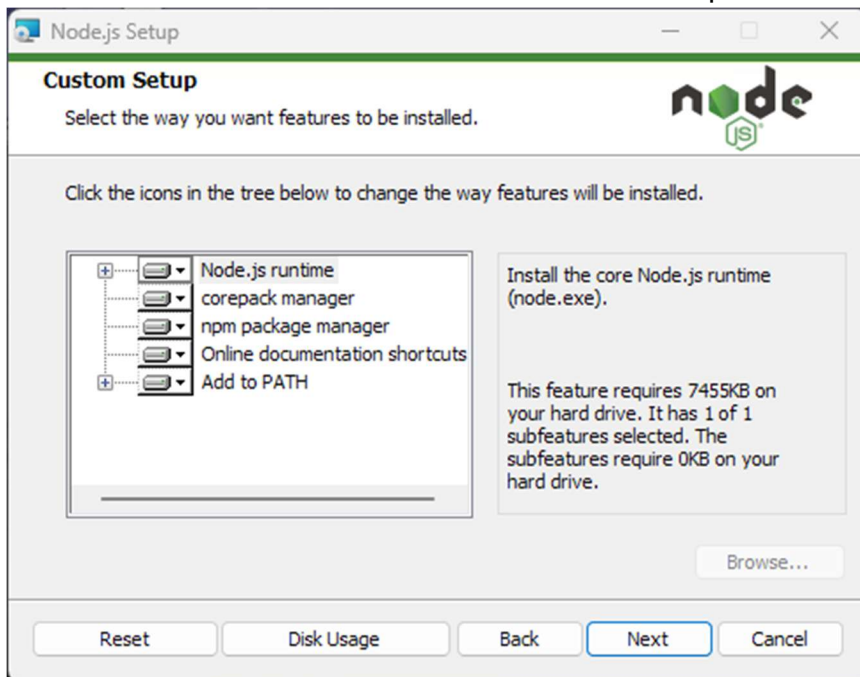 Node.js Setup
Custom Setup
Select the way you want features to be installed.
node
JS
Click the icons in the tree below to change the way features will be installed.
Node.js runtime
corepack manager
npm package manager
Online documentation shortcuts
Add to PATH
Install the core Node.js runtime
(node.exe).
This feature requires 7455KB on
your hard drive. It has 1 of 1
subfeatures selected. The
subfeatures require 0KB on your
hard drive.
Browse...
Reset
Disk Usage
Back
Next
Cancel